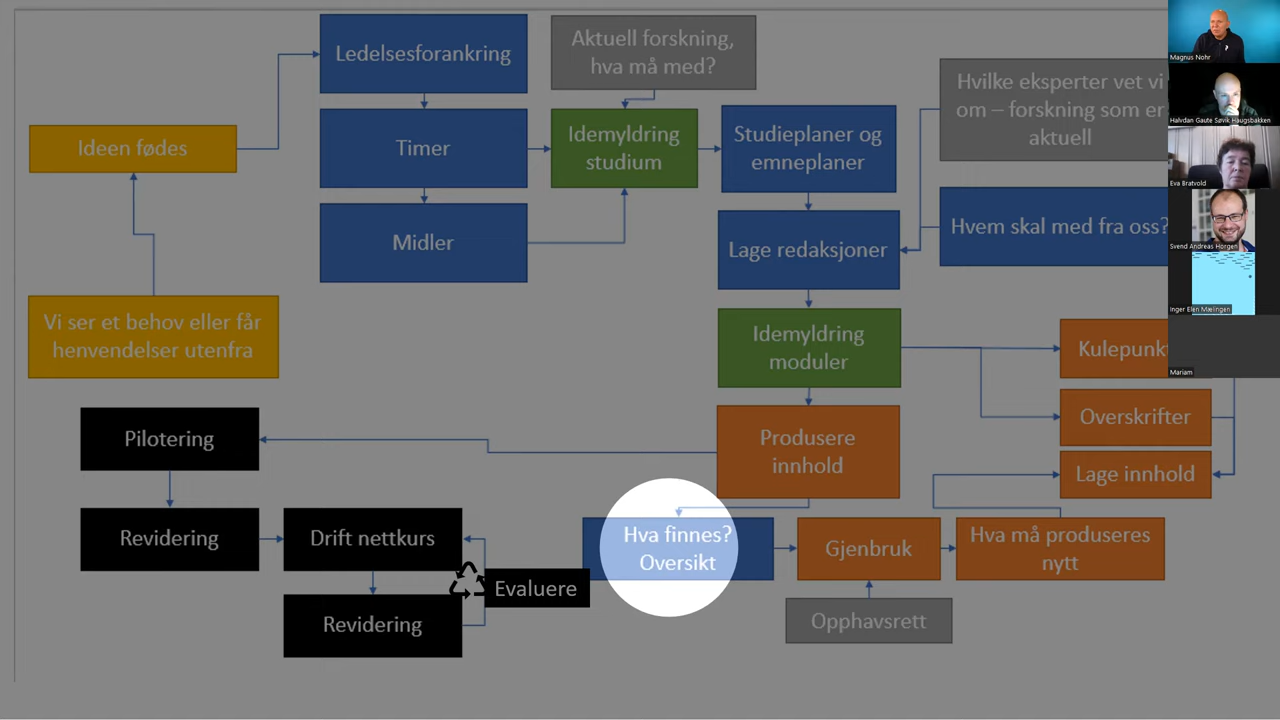 Ledelsesforankring
Aktuell forskning,
hva må med?
Hvilke eksperter vet vi
om – forskning som er
aktuell
Ideen fødes
Timer
Idemyldring
studium
Studieplaner og
emneplaner
Midler
Lage redaksjoner
Hvem skal med fra oss?
Vi ser et behov eller får
henvendelser utenfra
Idemyldring
moduler
Kulepunkt
Overskrifter
Lage innhold
Pilotering
Produsere
innhold
Revidering
Drift nettkurs
Evaluere
Revidering
Hva finnes?
Oversikt
Gjenbruk
Hva må produseres
nytt
Opphavsrett
Magnus Nohr
Halvdan Gaute Søvik Haugsbakken
Eva Bratvold
Svend Andreas Horgen
Inger Elen Mælingen
Mariam